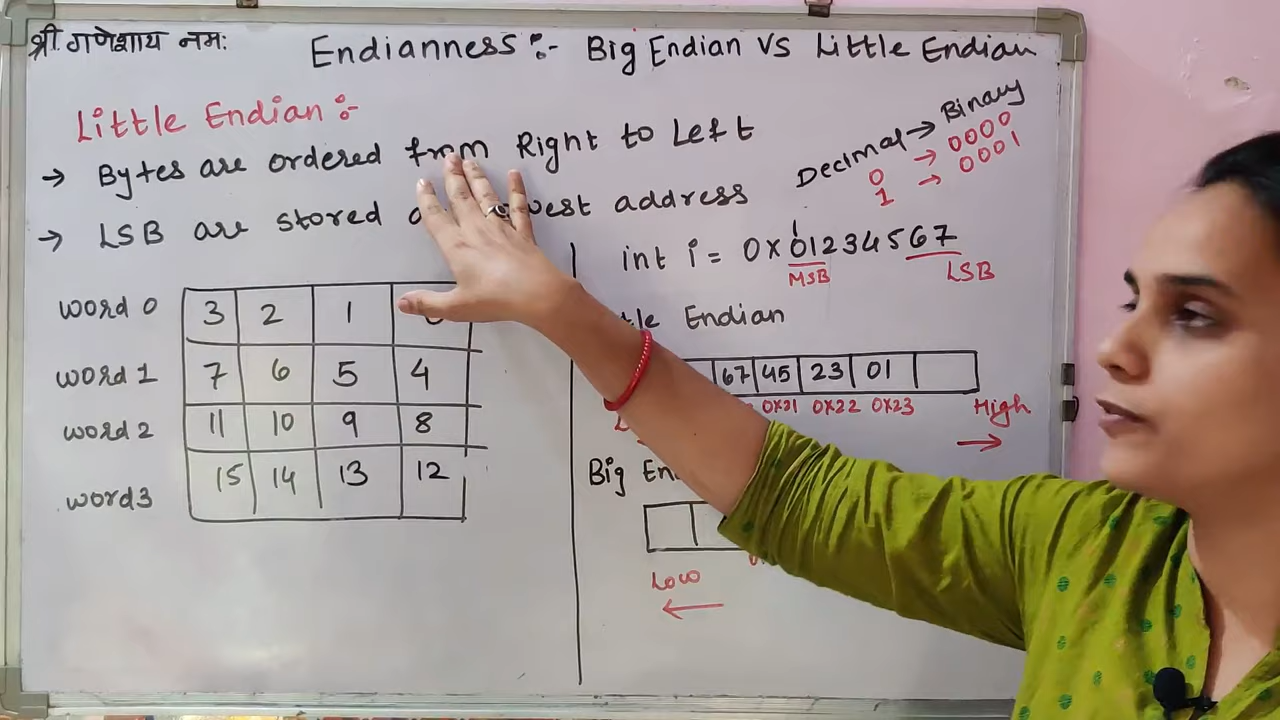 श्री गणेशाय नमः
Endianness :- Big Endian VS Little Endian
Little Endian :-
→ Bytes are ordered from Right to Left
→ LSB are stored address
word 0 3 2 1
word 1 7 6 5 4
word 2 11 10 9 8
word 3 15 14 13 12
Decimal → Binary
0 → 0000
1 → 0001
int i = 0x01234567
MSB LSB
Endian
67 45 23 01
0x21 0x22 0x23 High
→
Big
Low
←